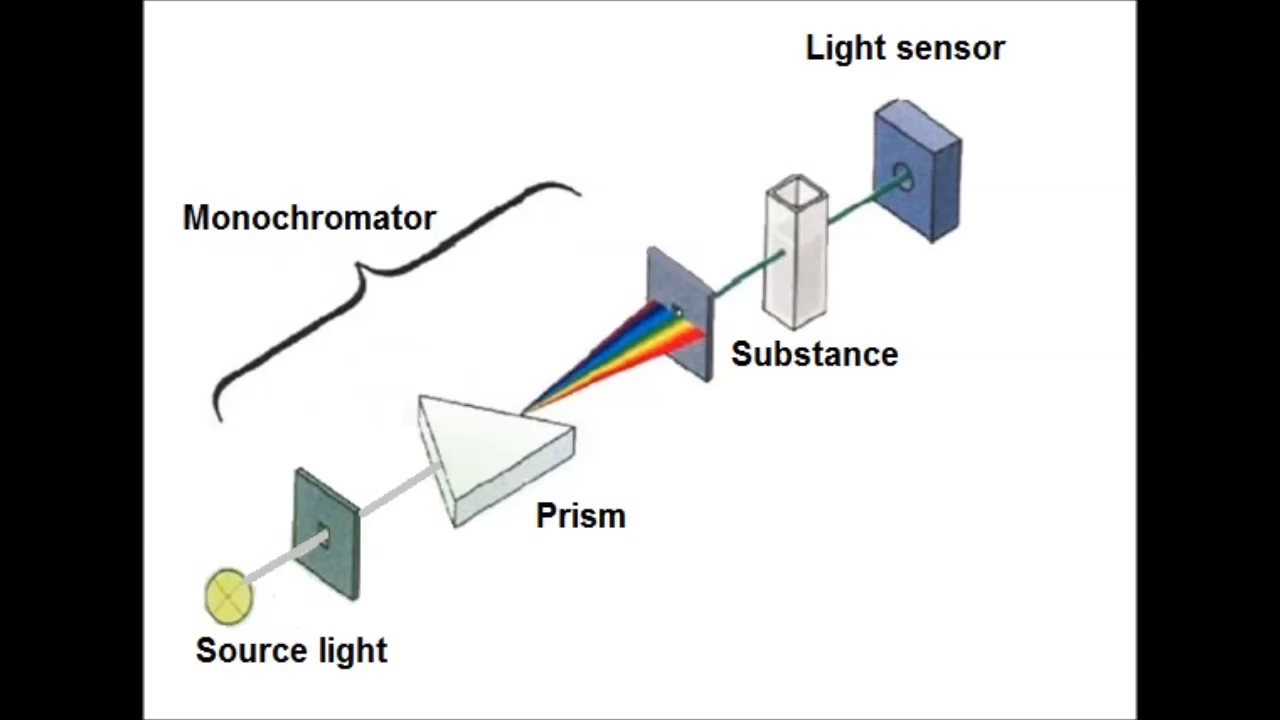 Light sensor
Monochromator
Substance
Prism
Source light